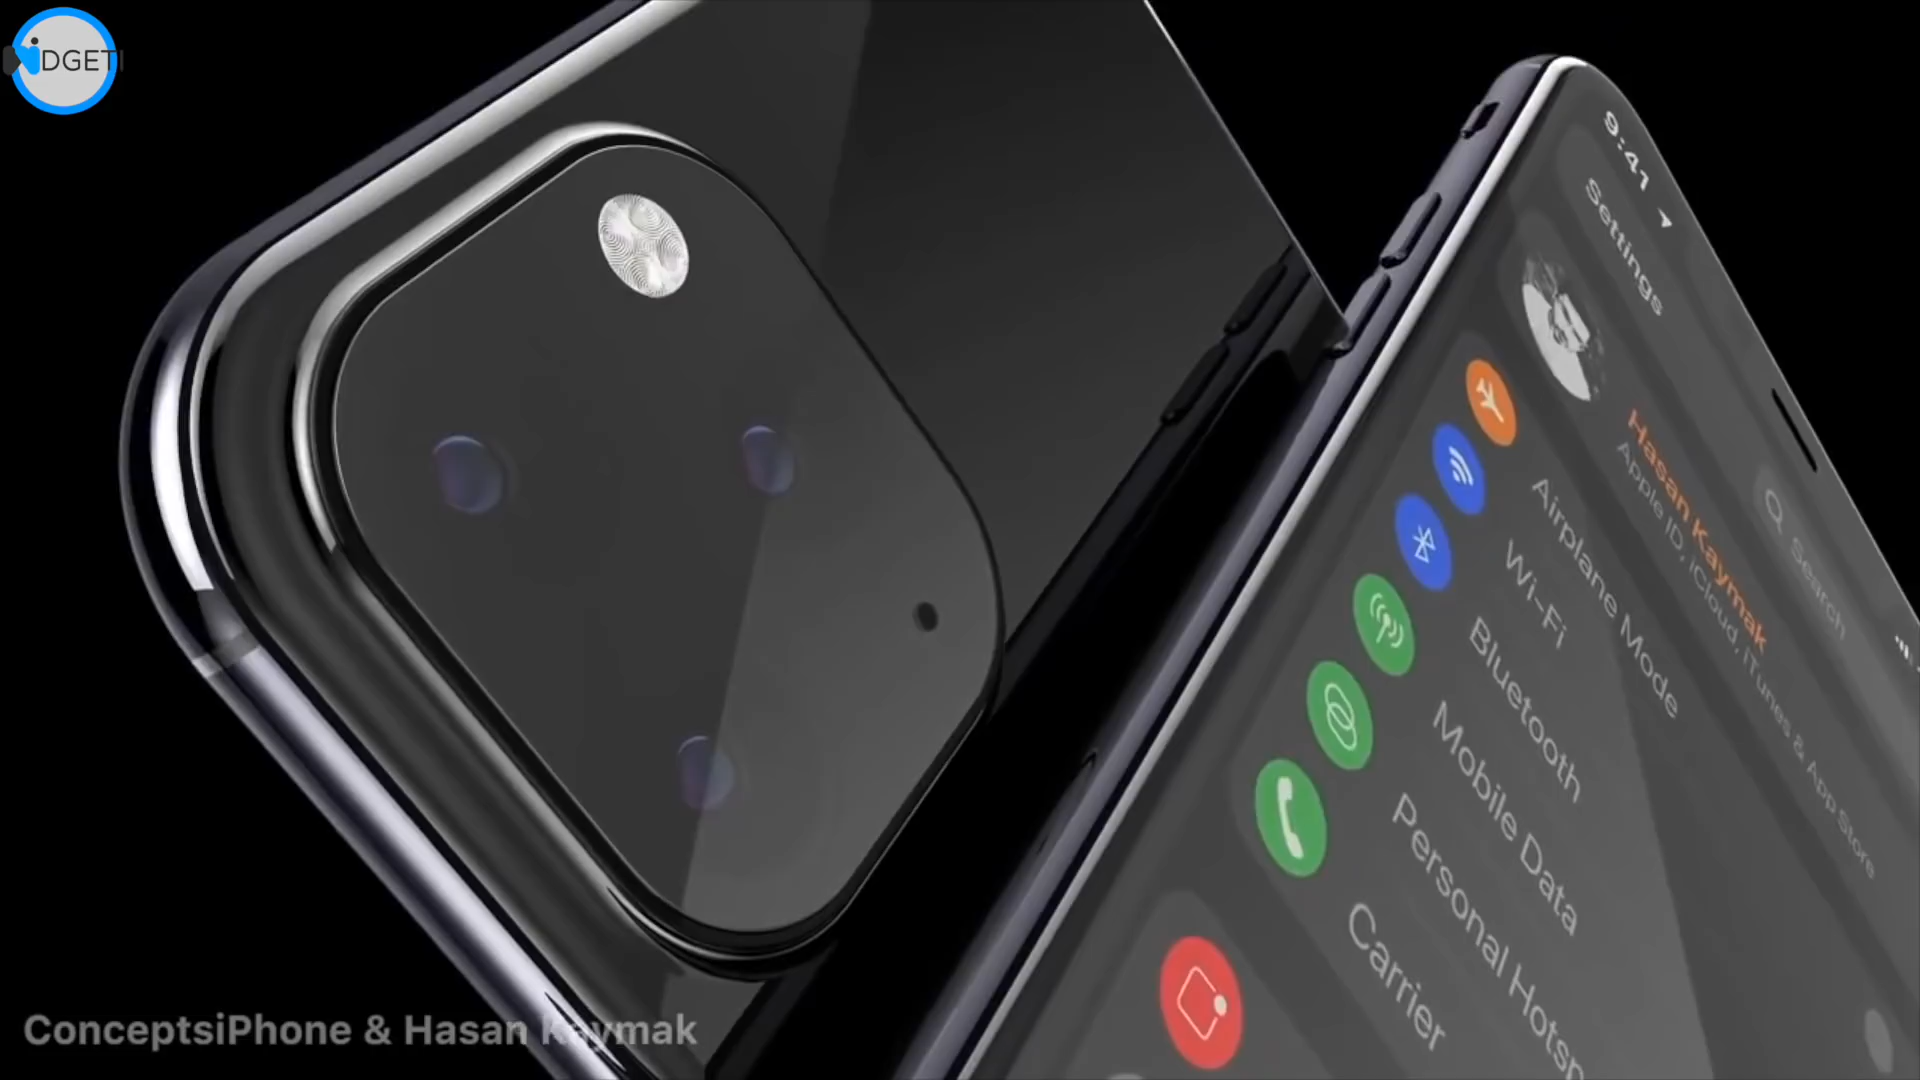 iDGETI
9:41
Settings
Search
Hasan Kaymak
Apple ID, iCloud, iTunes & App Store
Airplane Mode
Wi-Fi
Bluetooth
Mobile Data
Personal Hotsp
Carrier
ConceptsiPhone & Hasan Kaymak